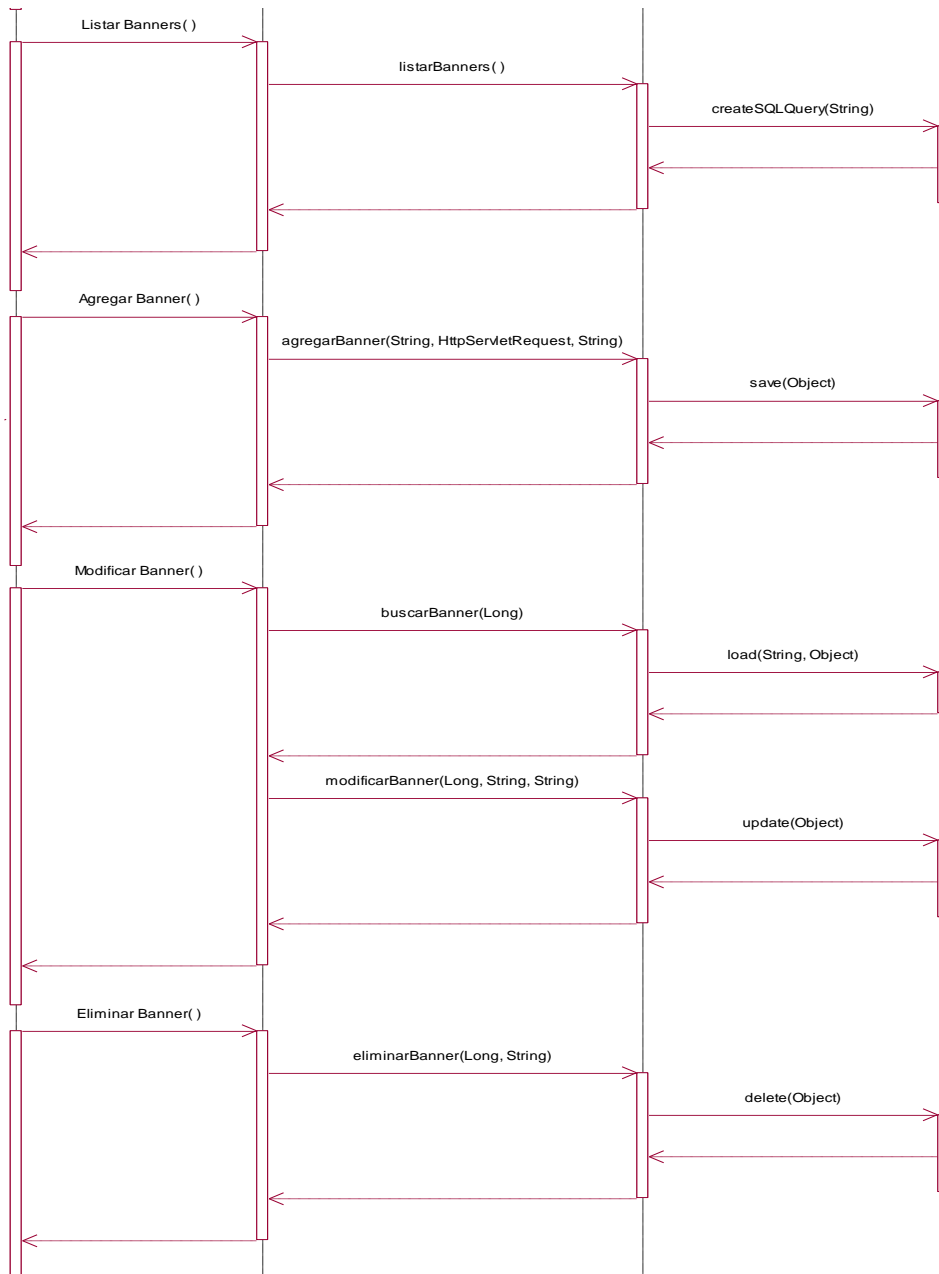 Listar Banners( )
listarBanners( )
createSQLQuery(String)
Agregar Banner( )
agregarBanner(String, HttpServletRequest, String)
save(Object)
Modificar Banner( )
buscarBanner(Long)
load(String, Object)
modificarBanner(Long, String, String)
update(Object)
Eliminar Banner( )
eliminarBanner(Long, String)
delete(Object)